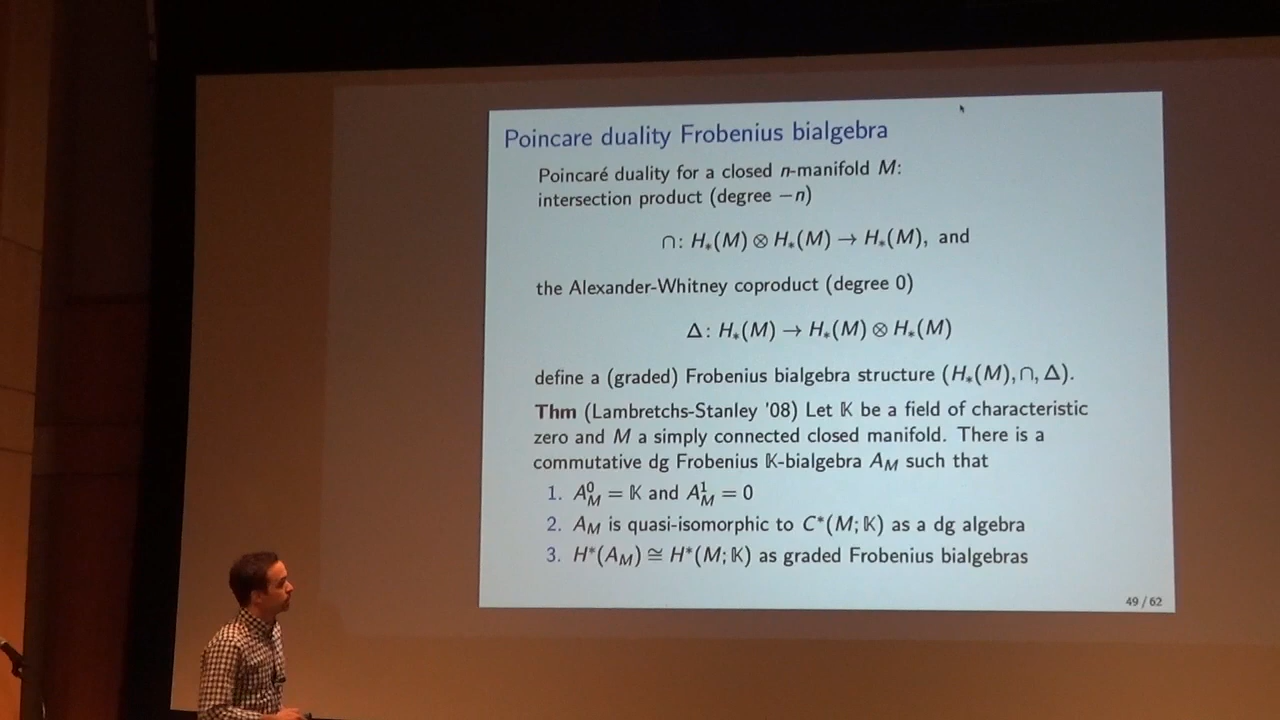 Poincare duality Frobenius bialgebra
Poincaré duality for a closed n-manifold M:
intersection product (degree −n)
∩: H∗(M) ⊗ H∗(M) → H∗(M), and
the Alexander-Whitney coproduct (degree 0)
Δ: H∗(M) → H∗(M) ⊗ H∗(M)
define a (graded) Frobenius bialgebra structure (H∗(M), ∩, Δ).
Thm (Lambretchs-Stanley '08) Let 𝕂 be a field of characteristic
zero and M a simply connected closed manifold. There is a
commutative dg Frobenius 𝕂-bialgebra A_M such that
1. A_M^0 = 𝕂 and A_M^1 = 0
2. A_M is quasi-isomorphic to C*(M; 𝕂) as a dg algebra
3. H*(A_M) ≅ H*(M; 𝕂) as graded Frobenius bialgebras
49 / 62